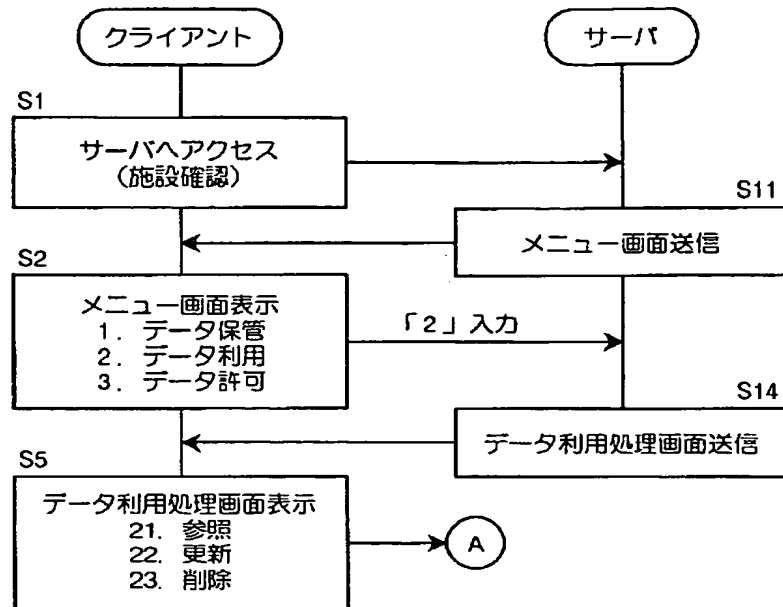 クライアント
サーバ
S1
サーバへアクセス
(施設確認)
S11
メニュー画面送信
S2
メニュー画面表示
1. データ保管
2. データ利用
3. データ許可
「2」入力
S14
データ利用処理画面送信
S5
データ利用処理画面表示
21. 参照
22. 更新
23. 削除
A